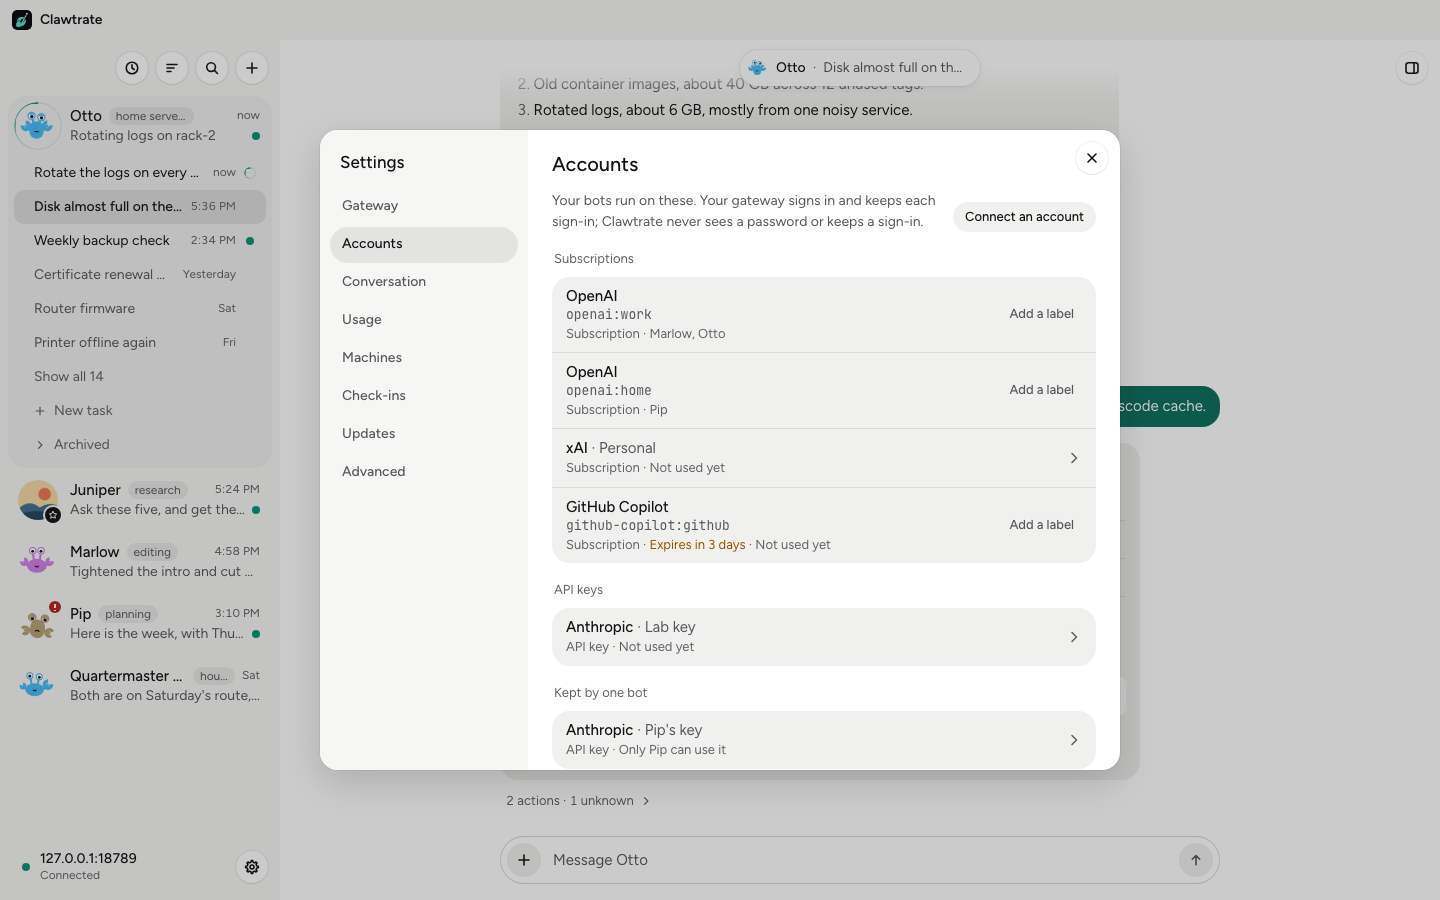 Clawtrate
Otto home serve... now
Rotating logs on rack-2
Rotate the logs on every ... now
Disk almost full on the... 5:36 PM
Weekly backup check 2:34 PM
Certificate renewal ... Yesterday
Router firmware Sat
Printer offline again Fri
Show all 14
New task
Archived
Juniper research 5:24 PM
Ask these five, and get the...
Marlow editing 4:58 PM
Tightened the intro and cut ...
Pip planning 3:10 PM
Here is the week, with Thu...
Quartermaster ... hou... Sat
Both are on Saturday's route,...
127.0.0.1:18789
Connected
Otto · Disk almost full on th...
2. Old container images, about 40 GB across 12 unused tags.
3. Rotated logs, about 6 GB, mostly from one noisy service.
scode cache.
Settings
Gateway
Accounts
Conversation
Usage
Machines
Check-ins
Updates
Advanced
Accounts
Your bots run on these. Your gateway signs in and keeps each
sign-in; Clawtrate never sees a password or keeps a sign-in.
Connect an account
Subscriptions
OpenAI
openai:work
Subscription · Marlow, Otto
Add a label
OpenAI
openai:home
Subscription · Pip
Add a label
xAI · Personal
Subscription · Not used yet
GitHub Copilot
github-copilot:github
Subscription · Expires in 3 days · Not used yet
Add a label
API keys
Anthropic · Lab key
API key · Not used yet
Kept by one bot
Anthropic · Pip's key
API key · Only Pip can use it
2 actions · 1 unknown
Message Otto